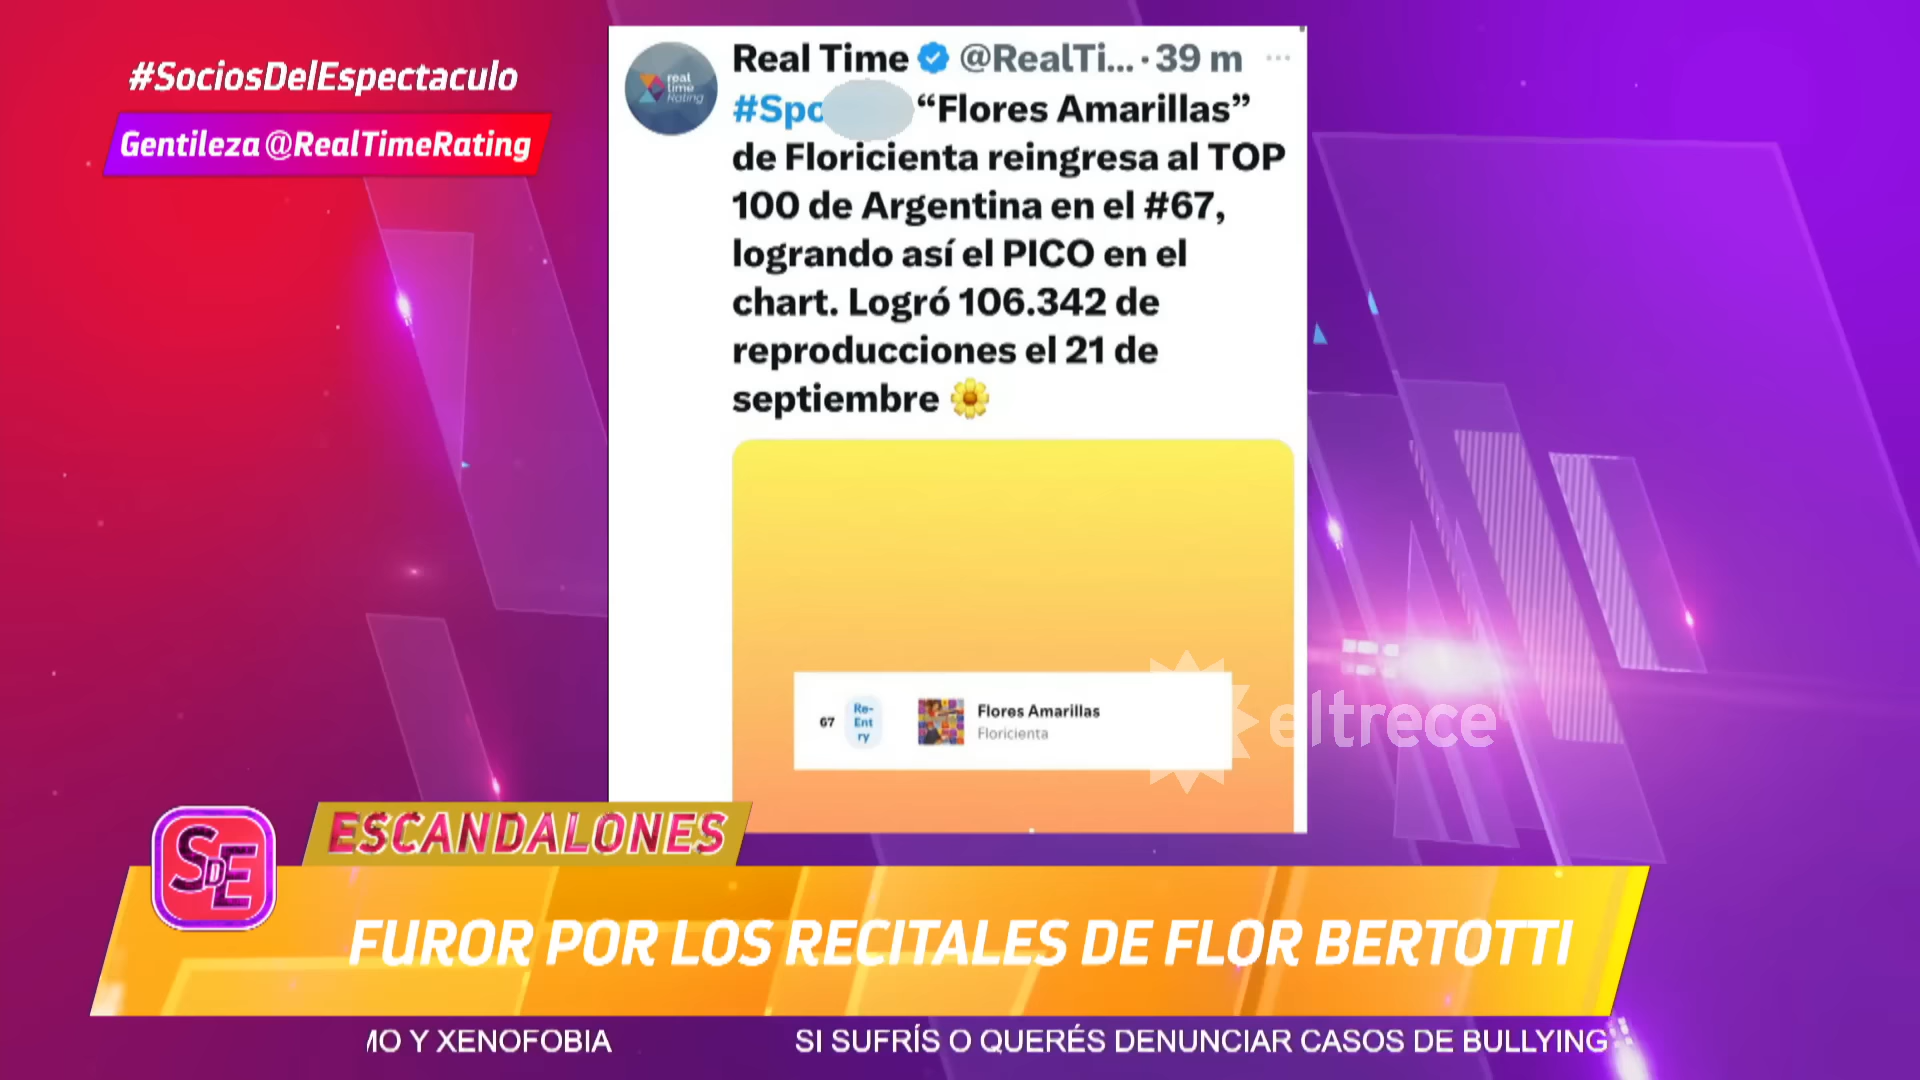 #SociosDelEspectaculo
Gentileza @RealTimeRating
real
time
Rating
Real Time @RealTi... · 39 m
#Spo “Flores Amarillas”
de Floricienta reingresa al TOP
100 de Argentina en el #67,
logrando así el PICO en el
chart. Logró 106.342 de
reproducciones el 21 de
septiembre
67
Re-
Ent
ry
Flores Amarillas
Floricienta
eltrece
SDE
ESCANDALONES
FUROR POR LOS RECITALES DE FLOR BERTOTTI
MO Y XENOFOBIA SI SUFRÍS O QUERÉS DENUNCIAR CASOS DE BULLYING